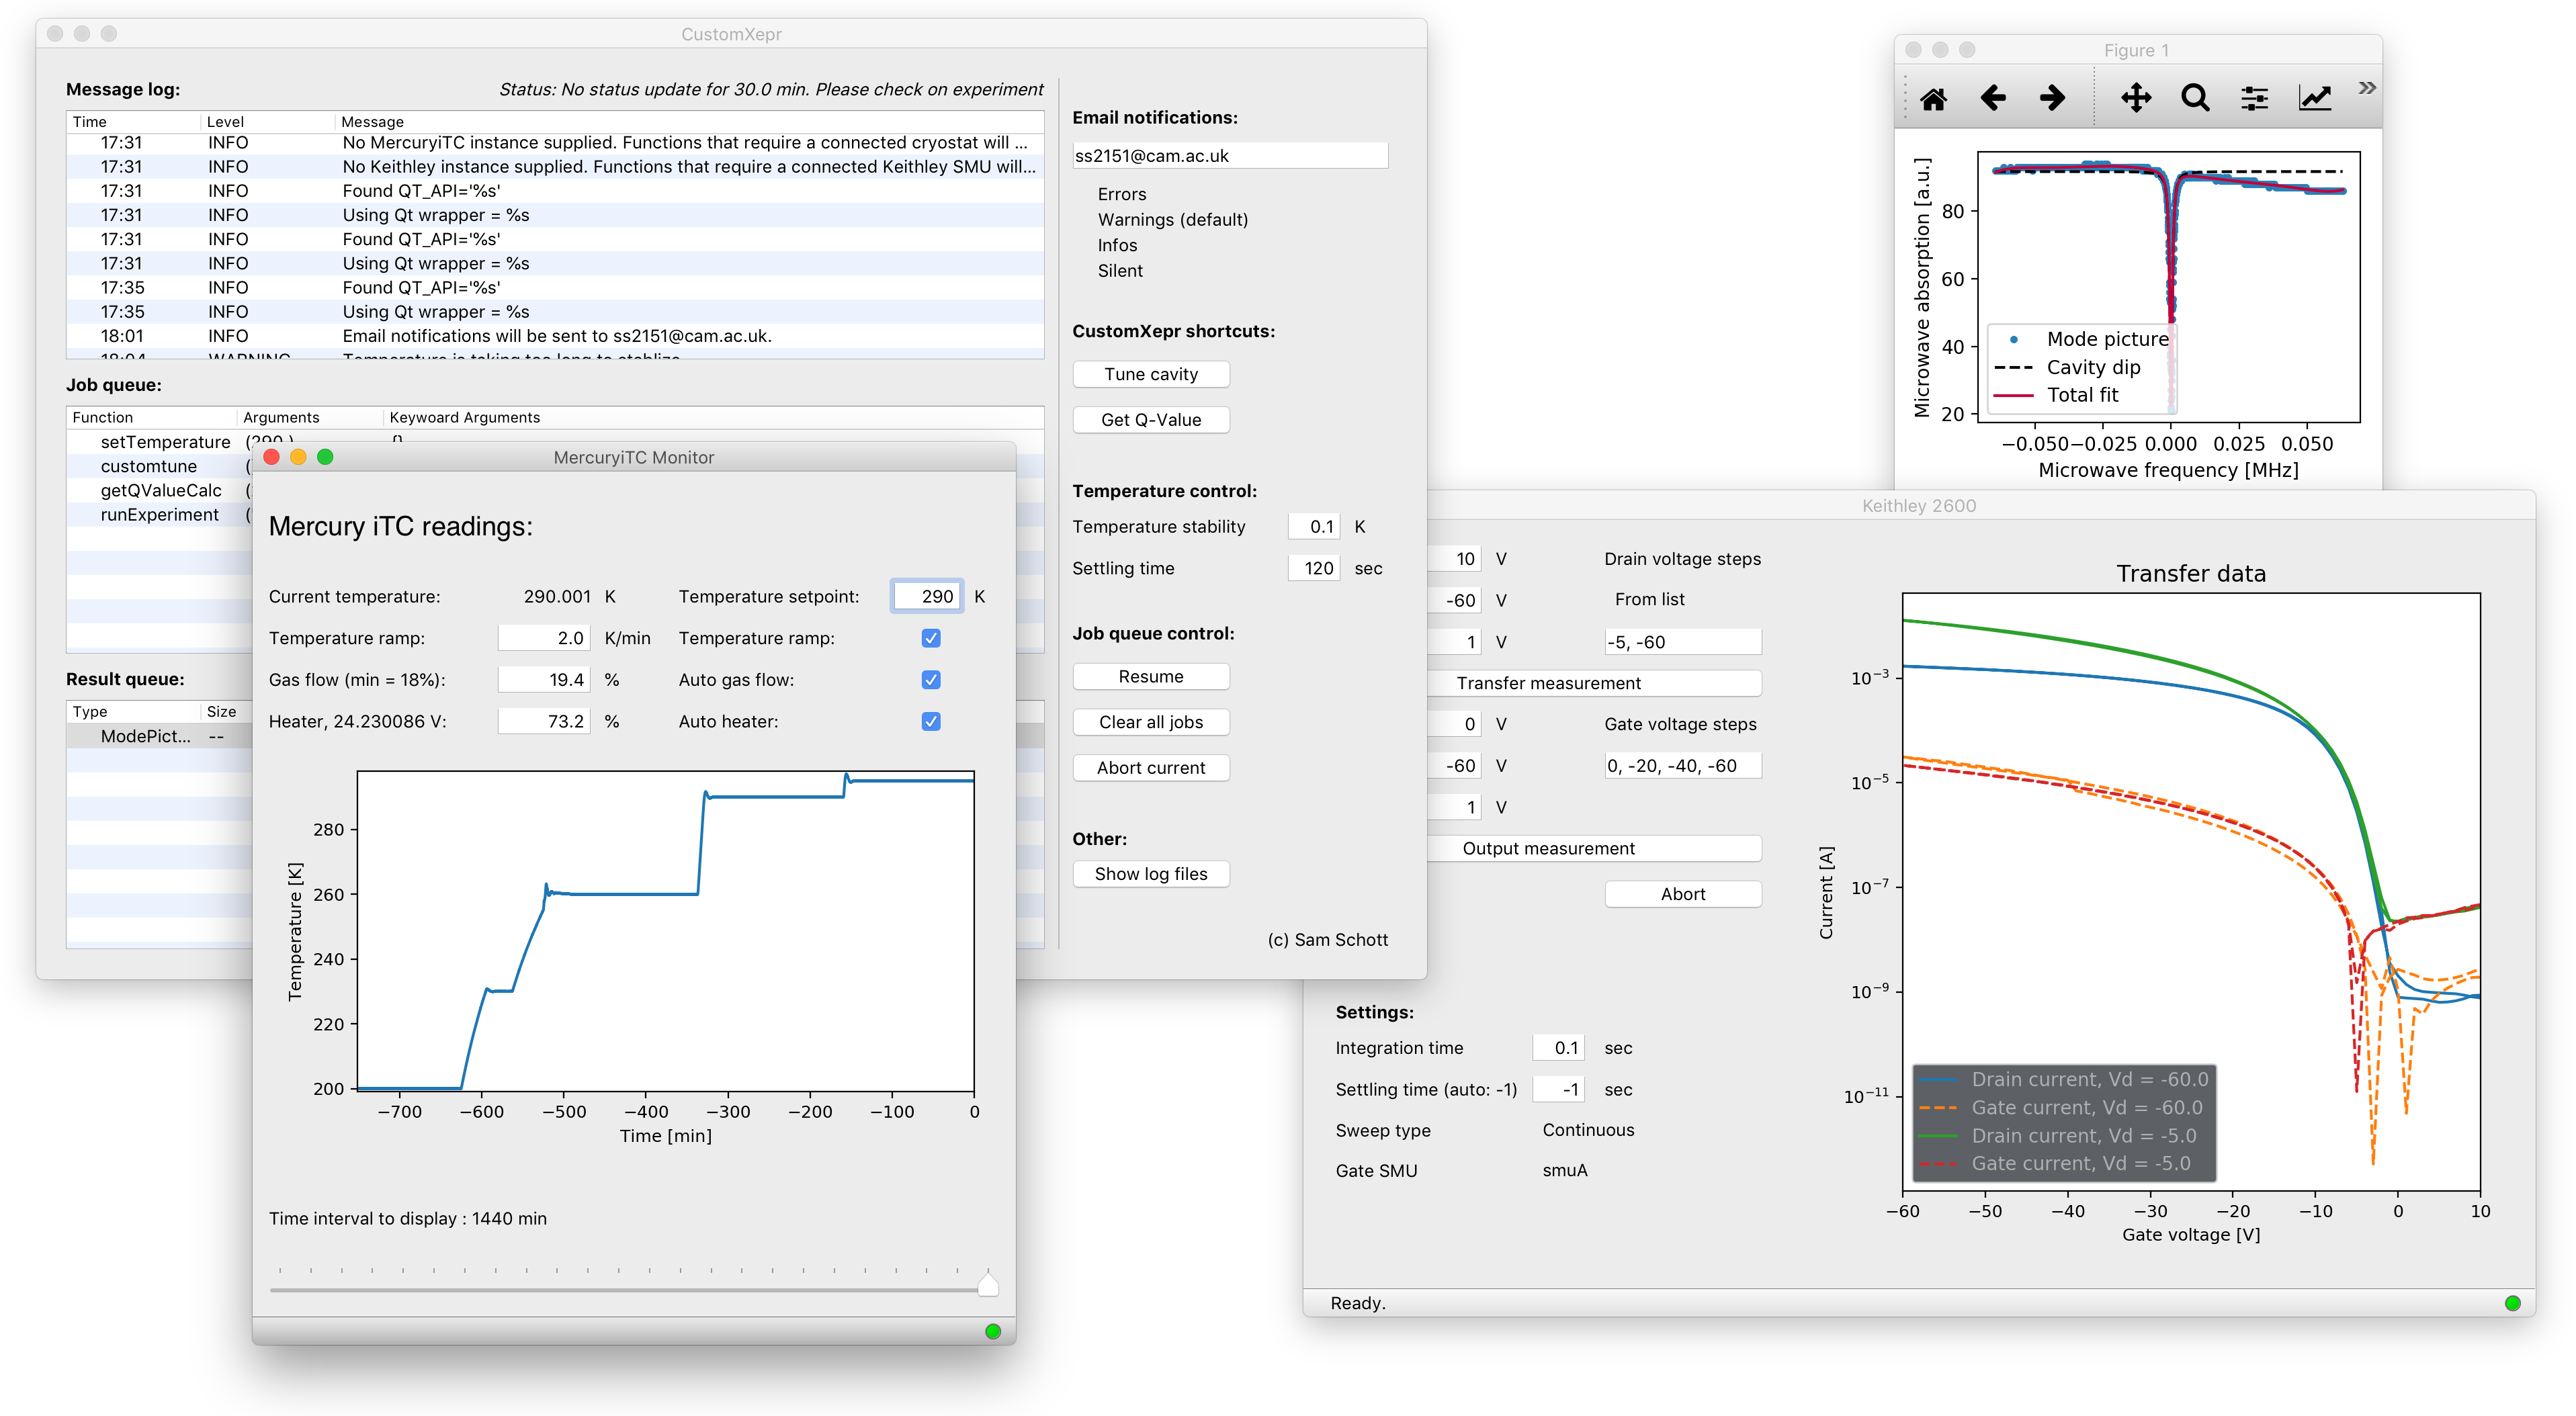 CustomXepr
Message log:
Status: No status update for 30.0 min. Please check on experiment
Time Level Message
17:31 INFO No MercuryiTC instance supplied. Functions that require a connected cryostat will ...
17:31 INFO No Keithley instance supplied. Functions that require a connected Keithley SMU will...
17:31 INFO Found QT_API='%s'
17:31 INFO Using Qt wrapper = %s
17:31 INFO Found QT_API='%s'
17:31 INFO Using Qt wrapper = %s
17:35 INFO Found QT_API='%s'
17:35 INFO Using Qt wrapper = %s
18:01 INFO Email notifications will be sent to ss2151@cam.ac.uk.
18:04 WARNING Temperature is taking too long to stablize.
Job queue:
Function Arguments Keywoard Arguments
setTemperature (290,) {}
customtune (
getQValueCalc (
runExperiment (
Result queue:
Type Size
ModePict... --
Email notifications:
ss2151@cam.ac.uk
Errors
Warnings (default)
Infos
Silent
CustomXepr shortcuts:
Tune cavity
Get Q-Value
Temperature control:
Temperature stability 0.1 K
Settling time 120 sec
Job queue control:
Resume
Clear all jobs
Abort current
Other:
Show log files
(c) Sam Schott
MercuryiTC Monitor
Mercury iTC readings:
Current temperature: 290.001 K Temperature setpoint: 290 K
Temperature ramp: 2.0 K/min Temperature ramp:
Gas flow (min = 18%): 19.4 % Auto gas flow:
Heater, 24.230086 V: 73.2 % Auto heater:
280
260
240
220
200
Temperature [K]
−700 −600 −500 −400 −300 −200 −100 0
Time [min]
Time interval to display : 1440 min
Figure 1
»
Microwave absorption [a.u.]
80
60
40
20
Mode picture
Cavity dip
Total fit
−0.050 −0.025 0.000 0.025 0.050
Microwave frequency [MHz]
Keithley 2600
10 V Drain voltage steps
-60 V From list
1 V -5, -60
Transfer measurement
0 V Gate voltage steps
-60 V 0, -20, -40, -60
1 V
Output measurement
Abort
Settings:
Integration time 0.1 sec
Settling time (auto: -1) -1 sec
Sweep type Continuous
Gate SMU smuA
Transfer data
Current [A]
10−3
10−5
10−7
10−9
10−11
Drain current, Vd = -60.0
Gate current, Vd = -60.0
Drain current, Vd = -5.0
Gate current, Vd = -5.0
−60 −50 −40 −30 −20 −10 0 10
Gate voltage [V]
Ready.